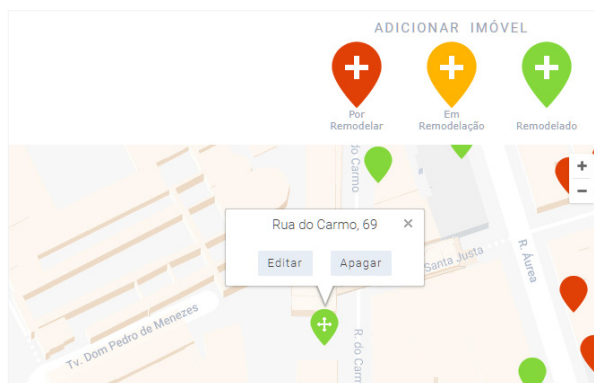 ADICIONAR IMÓVEL
Por
Remodelar
Em
Remodelação
Remodelado
R. do Carmo
+
−
Rua do Carmo, 69 ×
Editar Apagar
Santa Justa
R. Áurea
Tv. Dom Pedro de Menezes
R. do Carmo